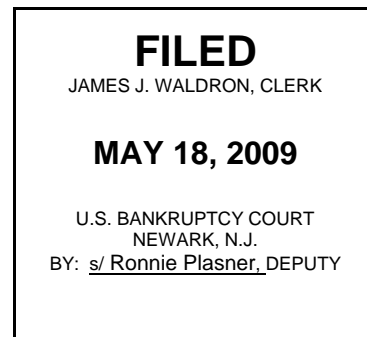 FILED
JAMES J. WALDRON, CLERK
MAY 18, 2009
U.S. BANKRUPTCY COURT
NEWARK, N.J.
BY: s/ Ronnie Plasner, DEPUTY